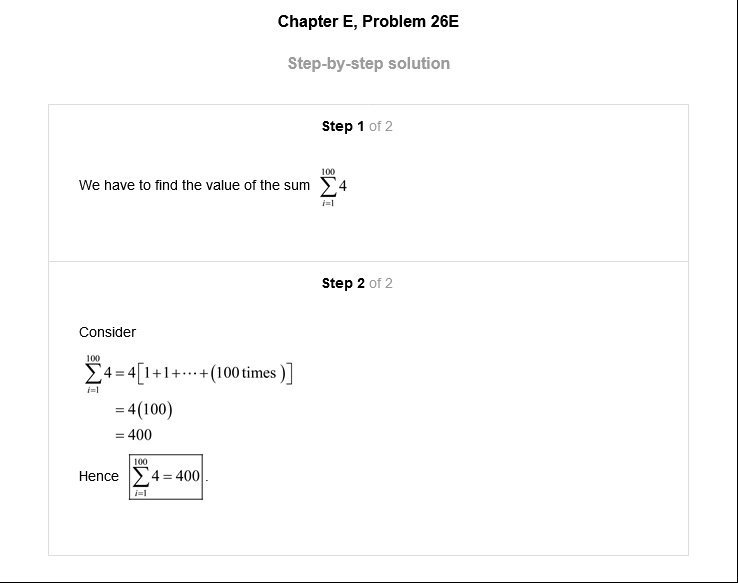 Chapter E, Problem 26E
Step-by-step solution
Step 1 of 2
We have to find the value of the sum $\sum_{i=1}^{100} 4$
Step 2 of 2
Consider
$\sum_{i=1}^{100} 4 = 4[1+1+\cdots+(100 \text{ times })]$
$= 4(100)$
$= 400$
Hence $\boxed{\sum_{i=1}^{100} 4 = 400}$.